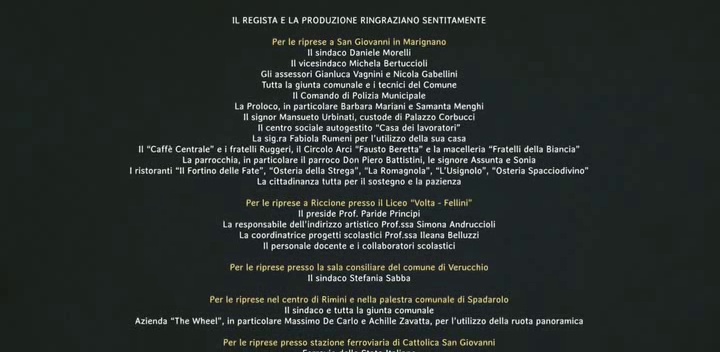 IL REGISTA E LA PRODUZIONE RINGRAZIANO SENTITAMENTE
Per le riprese a San Giovanni in Marignano
Il sindaco Daniele Morelli
Il vicesindaco Michela Bertuccioli
Gli assessori Gianluca Vagnini e Nicola Gabellini
Tutta la giunta comunale e i tecnici del Comune
Il Comando di Polizia Municipale
La Proloco, in particolare Barbara Mariani e Samanta Menghi
Il signor Mansueto Urbinati, custode di Palazzo Corbucci
Il centro sociale autogestito "Casa dei lavoratori"
La sig.ra Fabiola Rumeni per l'utilizzo della sua casa
Il "Caffè Centrale" e i fratelli Ruggeri, il Circolo Arci "Fausto Beretta" e la macelleria "Fratelli della Biancia"
La parrocchia, in particolare il parroco Don Piero Battistini, le signore Assunta e Sonia
I ristoranti "Il Fortino delle Fate", "Osteria della Strega", "La Romagnola", "L'Usignolo", "Osteria Spacciodivino"
La cittadinanza tutta per il sostegno e la pazienza
Per le riprese a Riccione presso il Liceo "Volta - Fellini"
Il preside Prof. Paride Principi
La responsabile dell'indirizzo artistico Prof.ssa Simona Andruccioli
La coordinatrice progetti scolastici Prof.ssa Ileana Belluzzi
Il personale docente e i collaboratori scolastici
Per le riprese presso la sala consiliare del comune di Verucchio
Il sindaco Stefania Sabba
Per le riprese nel centro di Rimini e nella palestra comunale di Spadarolo
Il sindaco e tutta la giunta comunale
Azienda "The Wheel", in particolare Massimo De Carlo e Achille Zavatta, per l'utilizzo della ruota panoramica
Per le riprese presso stazione ferroviaria di Cattolica San Giovanni